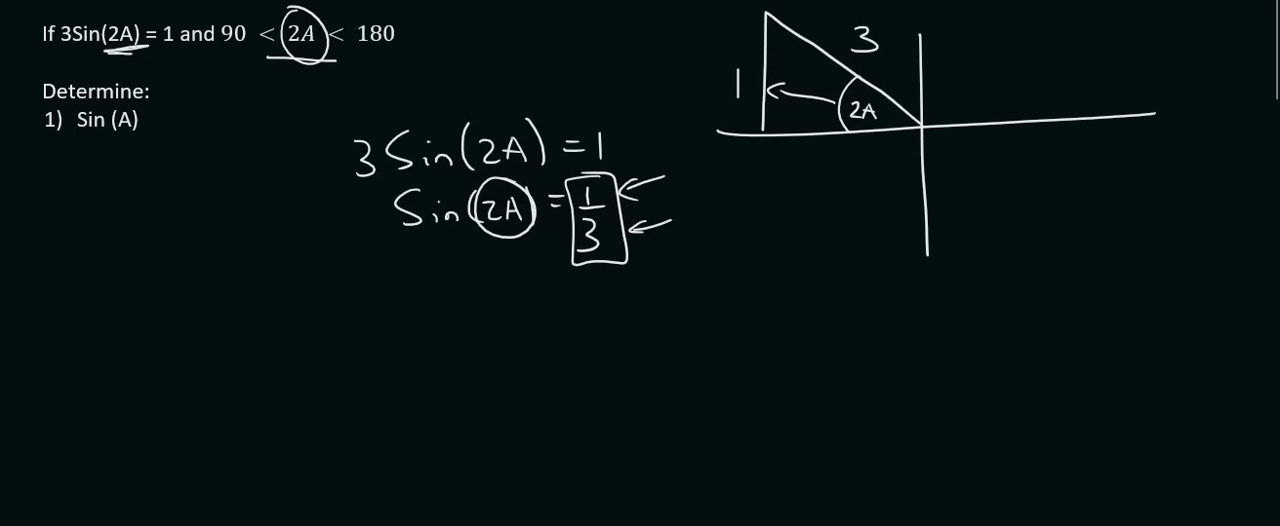 If 3Sin(2A) = 1 and 90 < 2A < 180
Determine:
1) Sin (A)
3 Sin(2A) = 1
Sin(2A) = 1/3
3
1
2A